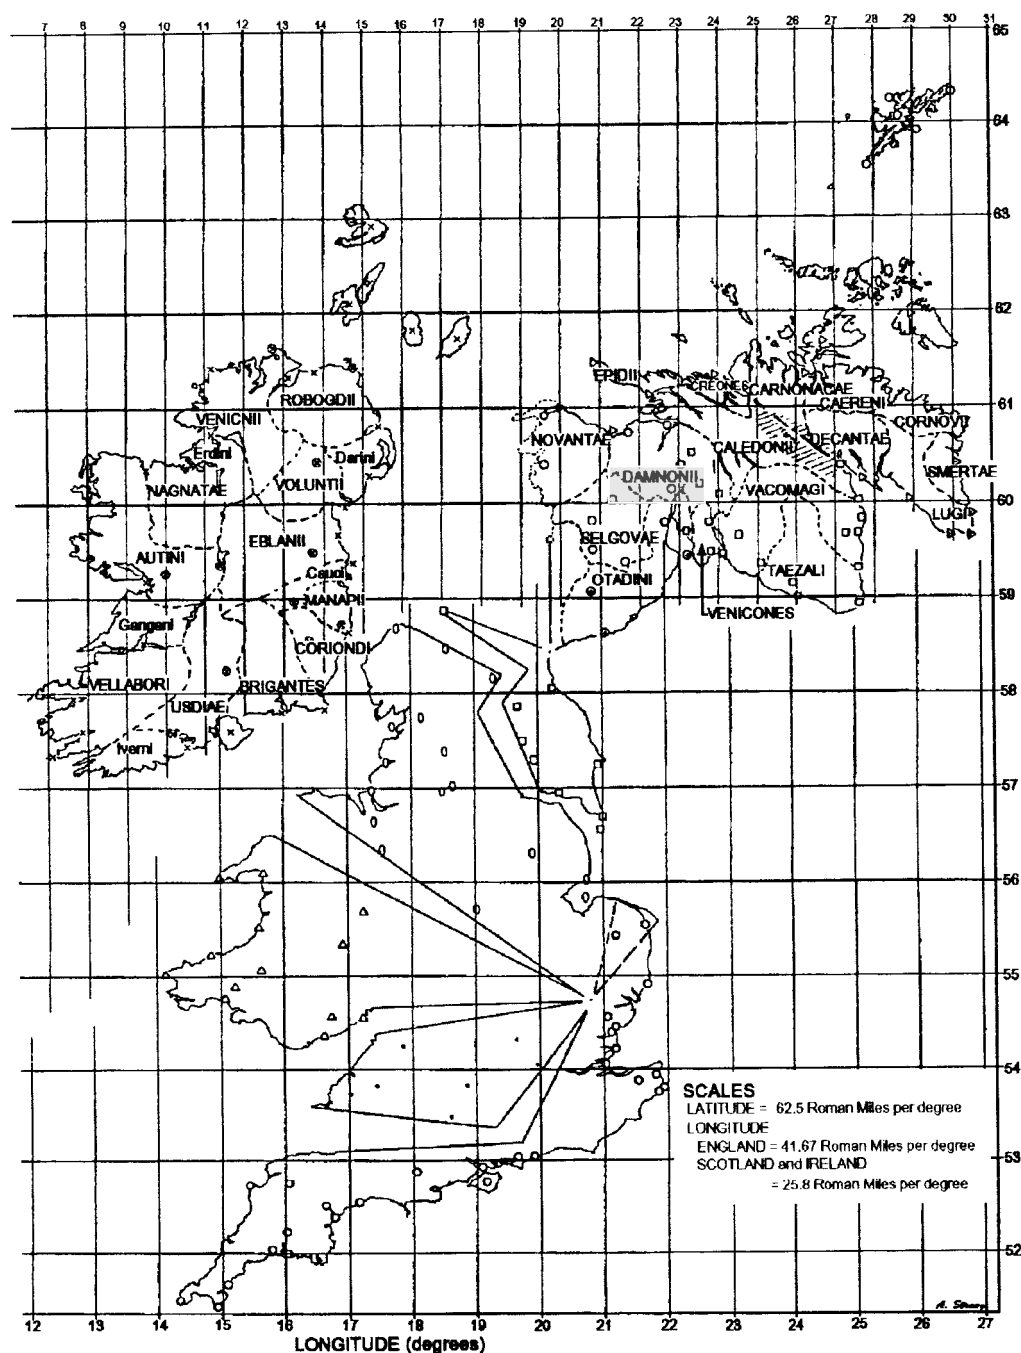 7 8 9 10 11 12 13 14 15 16 17 18 19 20 21 22 23 24 25 26 27 28 29 30 31
65
64
63
62
61
60
59
58
57
56
55
54
53
52
EPIDII
CREONES
CARNONACAE
ROBOGDII
CAERENI
VENICNII
NOVANTAE
CORNOVII
Erdini
Darini
CALEDONII
DECANTAE
SMERTAE
NAGNATAE
VOLUNTII
DAMNONII
VACOMAGI
LUGI
EBLANII
SELGOVAE
AUTINI
Cauci
OTADINI
TAEZALI
MANAPII
VENICONES
Gangani
CORIONDI
VELLABORI
BRIGANTES
USDIAE
Iverni
SCALES
LATITUDE = 62.5 Roman Miles per degree
LONGITUDE
ENGLAND = 41.67 Roman Miles per degree
SCOTLAND and IRELAND
= 25.8 Roman Miles per degree
12 13 14 15 16 17 18 19 20 21 22 23 24 25 26 27
LONGITUDE (degrees)